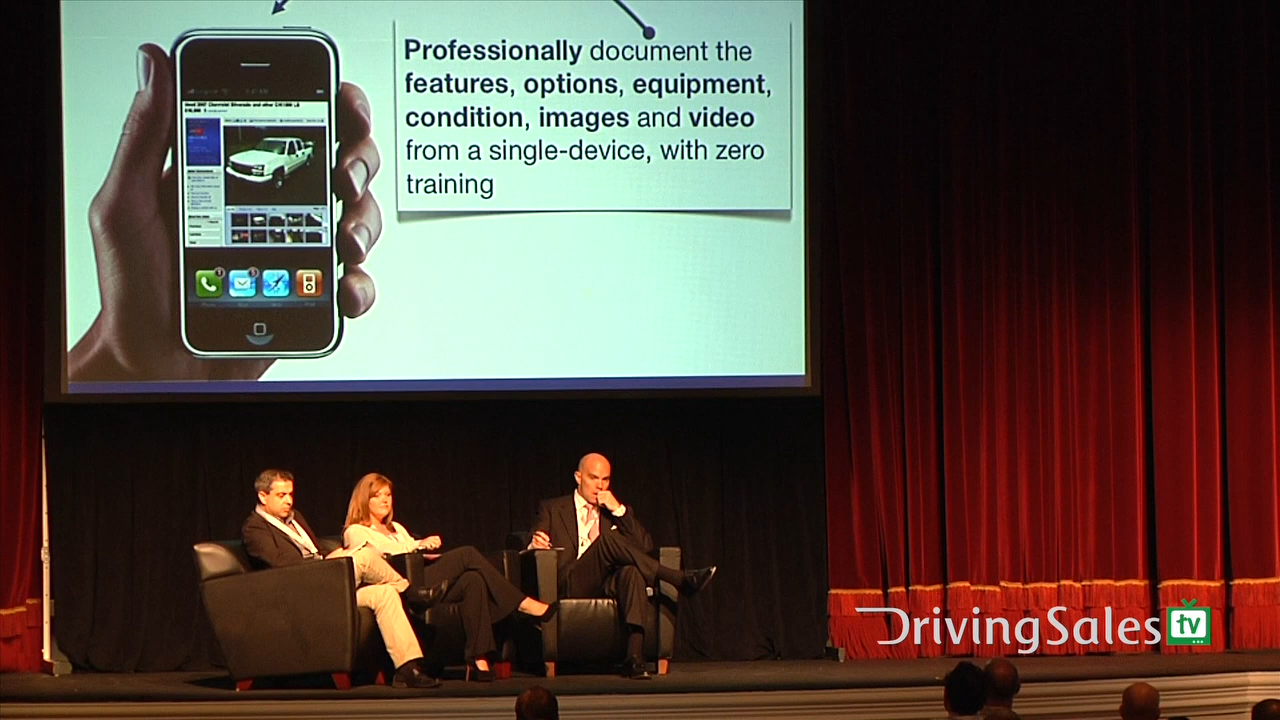 Professionally document the
features, options, equipment,
condition, images and video
from a single-device, with zero
training
DrivingSales tv